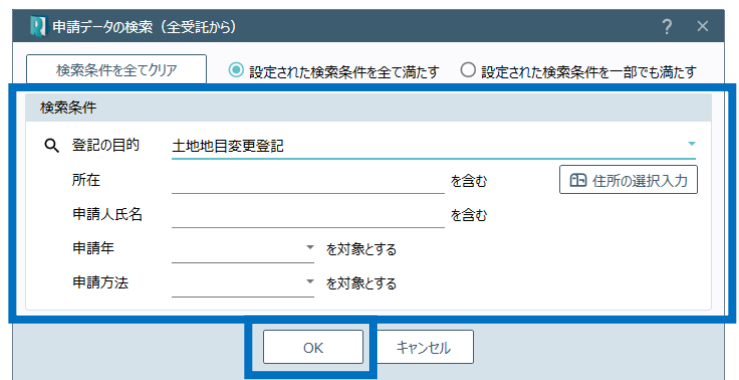 申請データの検索（全受託から） ? ×
検索条件を全てクリア 設定された検索条件を全て満たす 設定された検索条件を一部でも満たす
検索条件
登記の目的 土地地目変更登記
所在 を含む 住所の選択入力
申請人氏名 を含む
申請年 を対象とする
申請方法 を対象とする
OK キャンセル